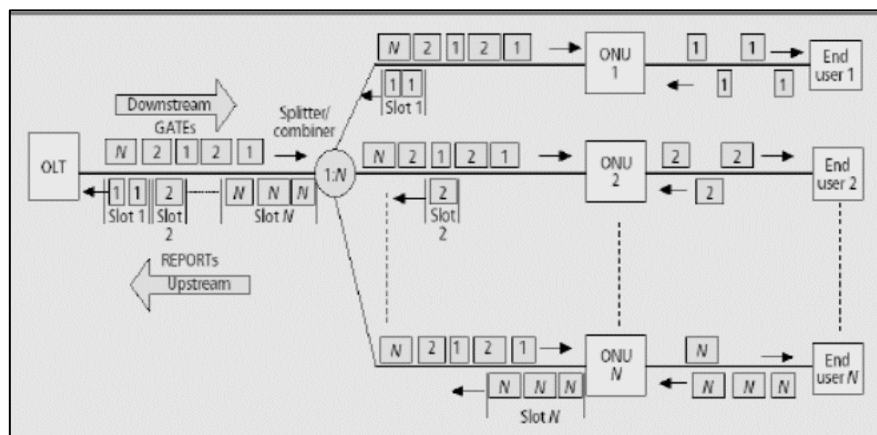 N 2 1 2 1
ONU
1
1 1
End
user 1
1 1
Slot 1
1 1
Downstream
GATEs
Splitter/
combiner
OLT
N 2 1 2 1
1:N
N 2 1 2 1
ONU
2
2 2
End
user 2
1 1 2 N N N
Slot 1 Slot
2
Slot N
2
Slot
2
2
REPORTs
Upstream
N 2 1 2 1
ONU
N
N
End
user N
N N N
Slot N
N N N